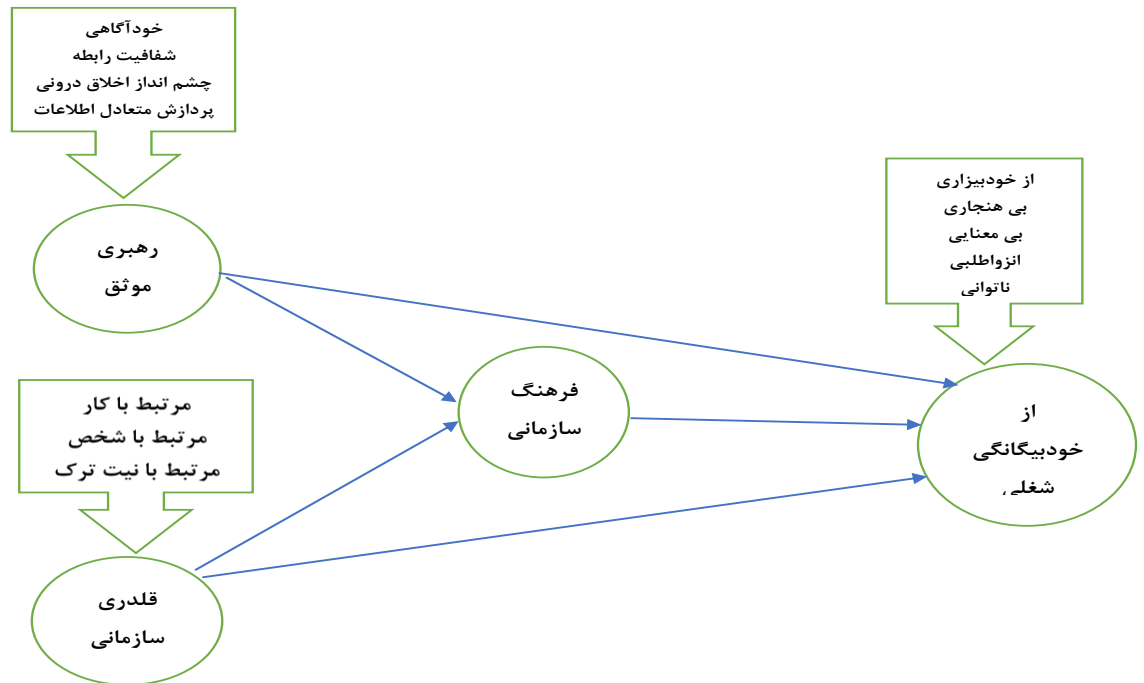 خودآگاهی
شفافیت رابطه
چشم انداز اخلاق درونی
پردازش متعادل اطلاعات
رهبری
موثق
از خودبیزاری
بی هنجاری
بی معنایی
انزواطلبی
ناتوانی
فرهنگ
سازمانی
از
خودبیگانگی
شغلی
مرتبط با کار
مرتبط با شخص
مرتبط با نیت ترک
قلدری
سازمانی